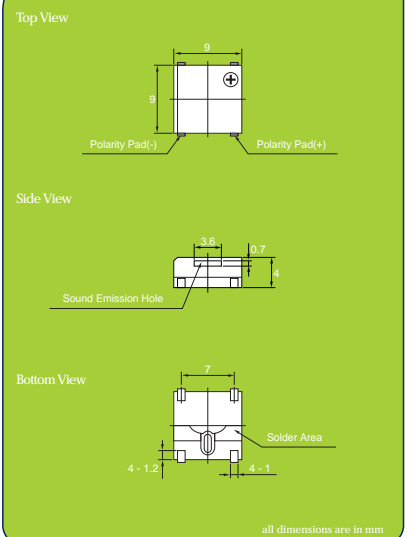 Top View
9
9
Polarity Pad(-)
Polarity Pad(+)
Side View
3.6
0.7
4
Sound Emission Hole
Bottom View
7
Solder Area
4 - 1.2
4 - 1
all dimensions are in mm